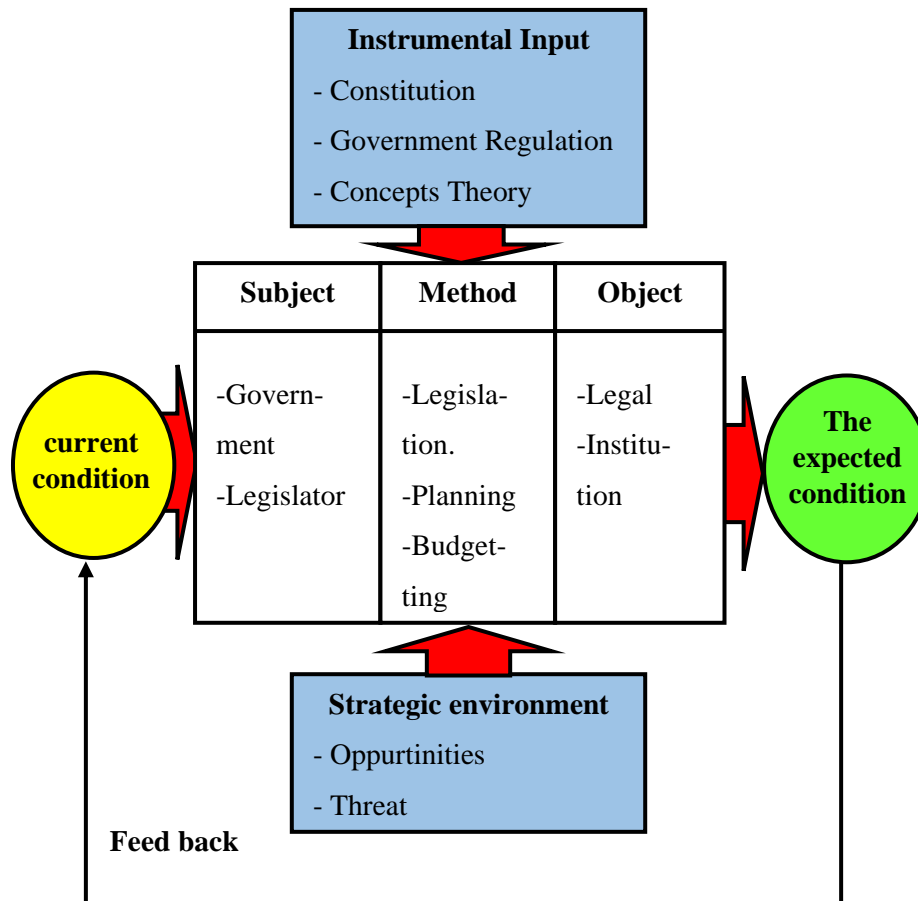 Instrumental Input
- Constitution
- Government Regulation
- Concepts Theory
Subject
Method
Object
current
condition
-Govern-
ment
-Legislator
-Legisla-
tion.
-Planning
-Budget-
ting
-Legal
-Institu-
tion
The
expected
condition
Strategic environment
- Oppurtinities
- Threat
Feed back